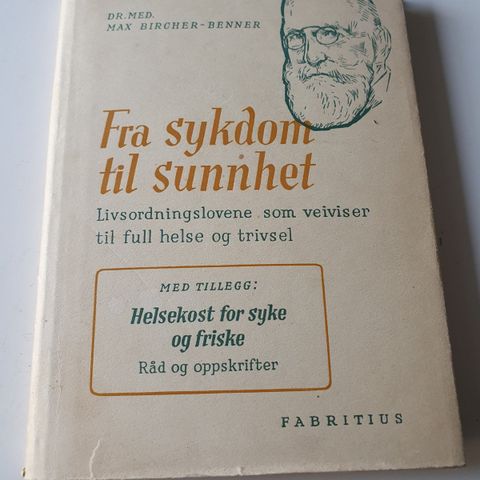 DR.MED.
MAX BIRCHER-BENNER
Fra sykdom
til sunnhet
Livsordningslovene som veiviser
til full helse og trivsel
MED TILLEGG:
Helsekost for syke
og friske
Råd og oppskrifter
FABRITIUS